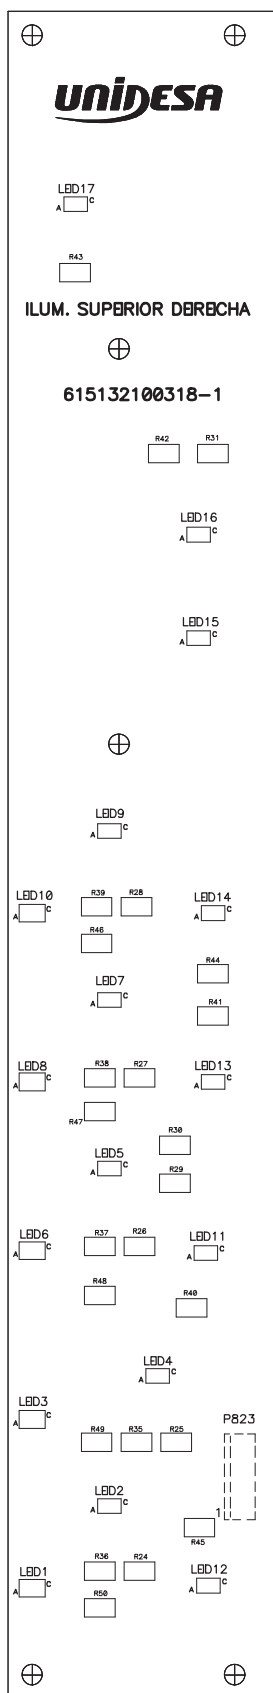 UNIDESA
LED17
A C
R43
ILUM. SUPERIOR DERECHA
615132100318-1
R42 R31
LED16
A C
LED15
A C
LED9
A C
LED10 R39 R28 LED14
A C A C
R46
LED7 R44
A C
R41
LED8 R38 R27 LED13
A C A C
R47
R30
LED5
A C
R29
LED6 R37 R26 LED11
A C A C
R48
R40
LED4
A C
LED3
A C
P823
R49 R35 R25
LED2
A C
1
R45
LED1 R36 R24 LED12
A C A C
R50